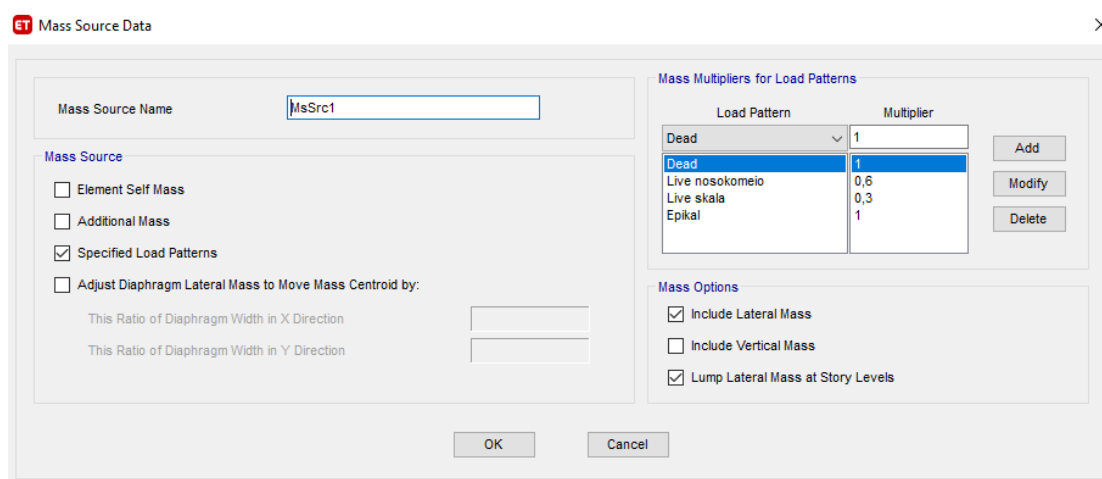 ET Mass Source Data
Mass Source Name
MsSrc1
Mass Source
Element Self Mass
Additional Mass
Specified Load Patterns
Adjust Diaphragm Lateral Mass to Move Mass Centroid by:
This Ratio of Diaphragm Width in X Direction
This Ratio of Diaphragm Width in Y Direction
Mass Multipliers for Load Patterns
Load Pattern Multiplier
Dead 1
Dead 1
Live nosokomeio 0,6
Live skala 0,3
Epikal 1
Add
Modify
Delete
Mass Options
Include Lateral Mass
Include Vertical Mass
Lump Lateral Mass at Story Levels
OK Cancel